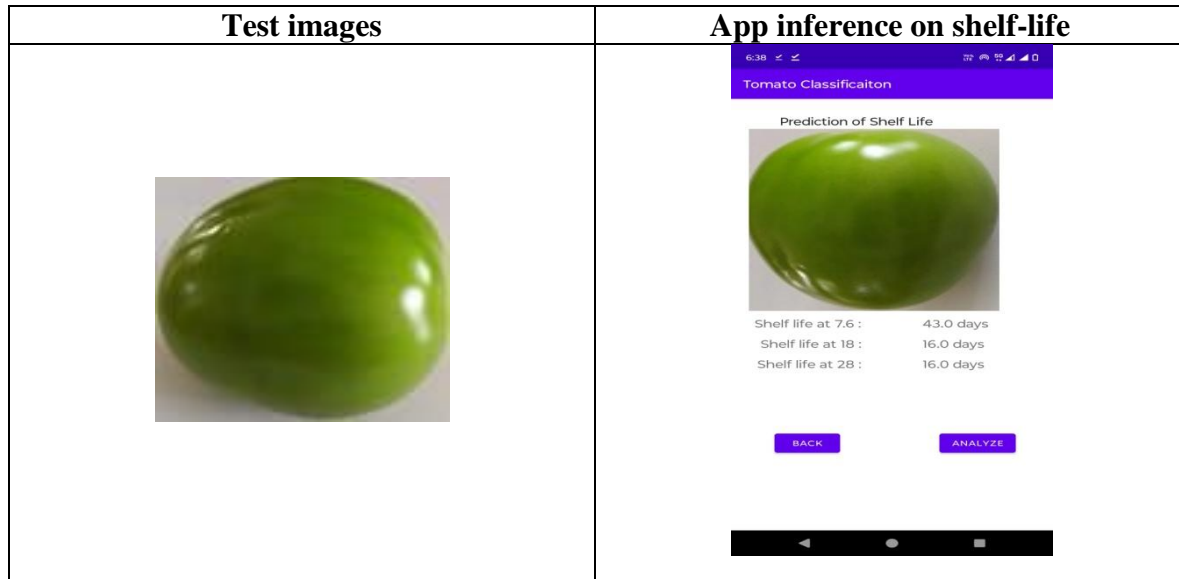 Test images
App inference on shelf-life
6:38
Tomato Classificaiton
Prediction of Shelf Life
Shelf life at 7.6 : 43.0 days
Shelf life at 18 : 16.0 days
Shelf life at 28 : 16.0 days
BACK ANALYZE